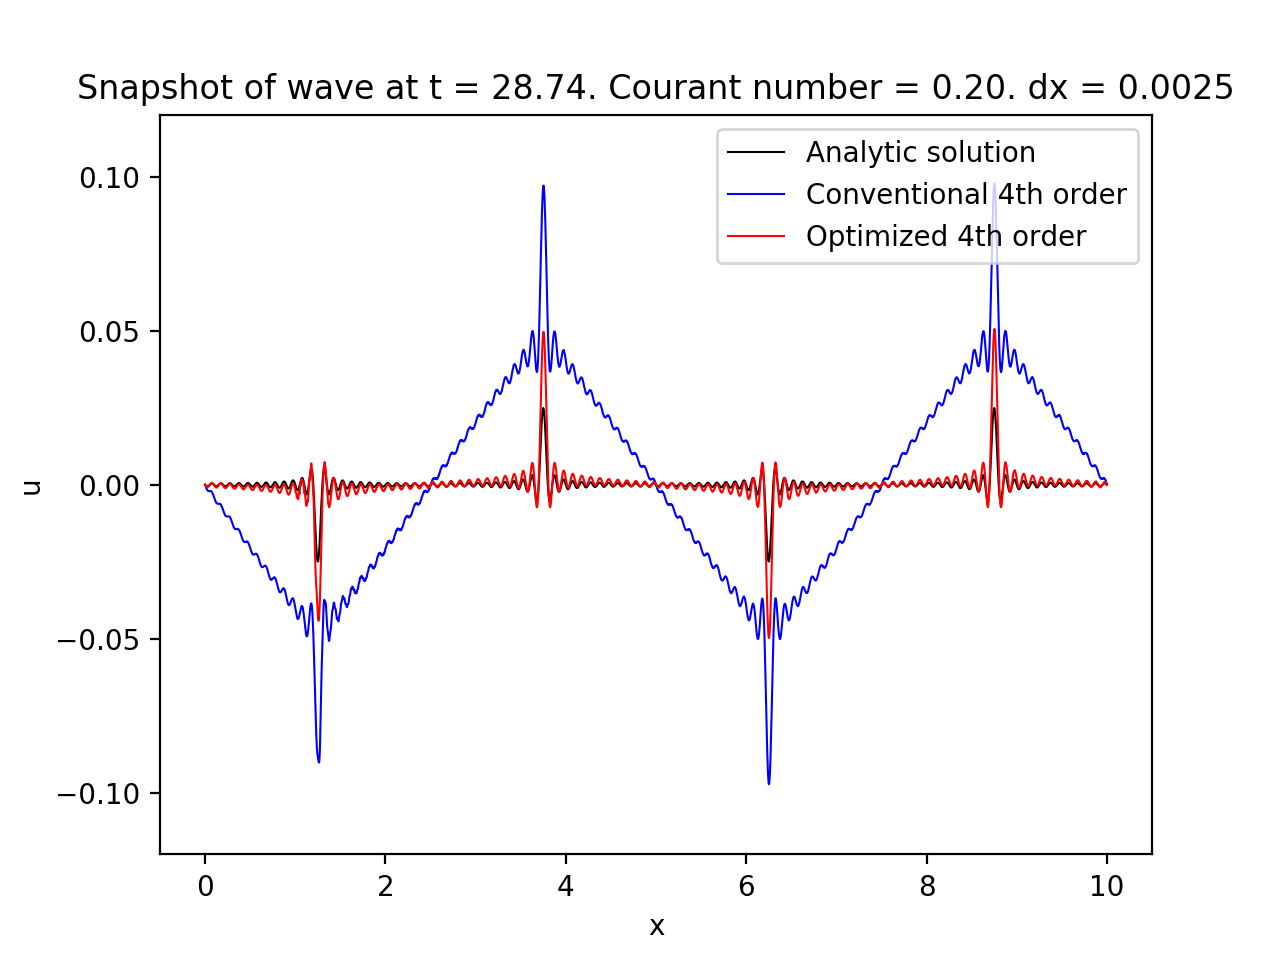 Snapshot of wave at t = 28.74. Courant number = 0.20. dx = 0.0025
Analytic solution
Conventional 4th order
Optimized 4th order
0.10
0.05
0.00
−0.05
−0.10
u
0 2 4 6 8 10
x